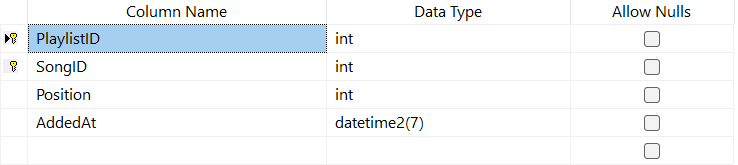 Column Name Data Type Allow Nulls
PlaylistID int
SongID int
Position int
AddedAt datetime2(7)